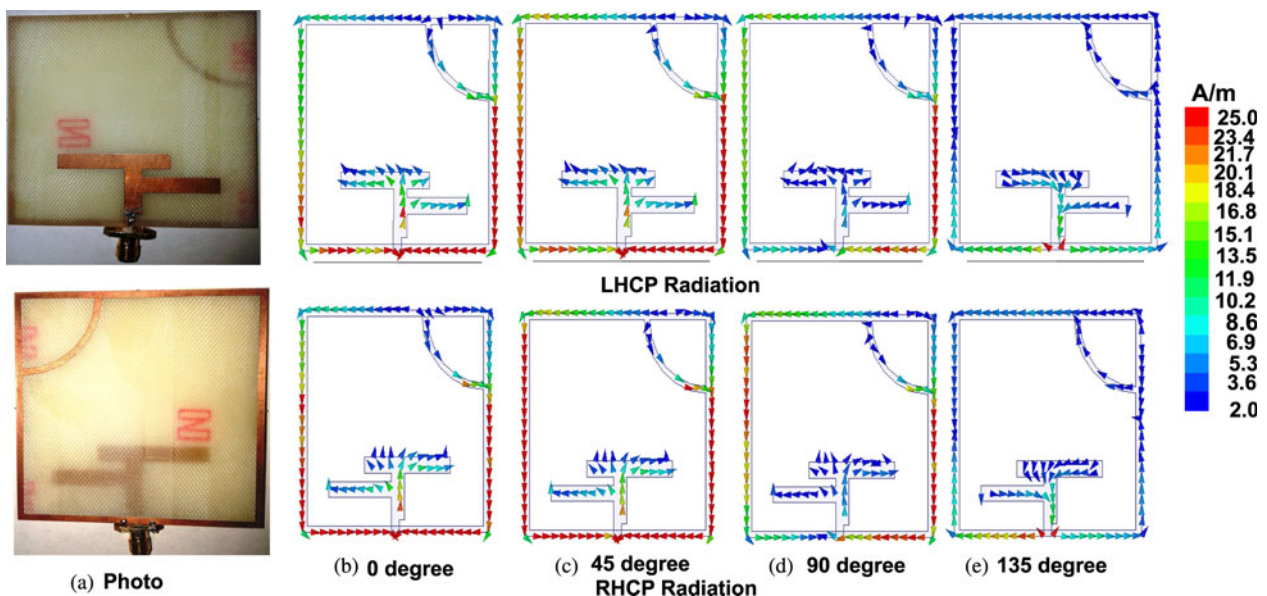 A/m
25.0
23.4
21.7
20.1
18.4
16.8
15.1
13.5
11.9
10.2
8.6
6.9
5.3
3.6
2.0
LHCP Radiation
(a) Photo
(b) 0 degree
(c) 45 degree
(d) 90 degree
(e) 135 degree
RHCP Radiation